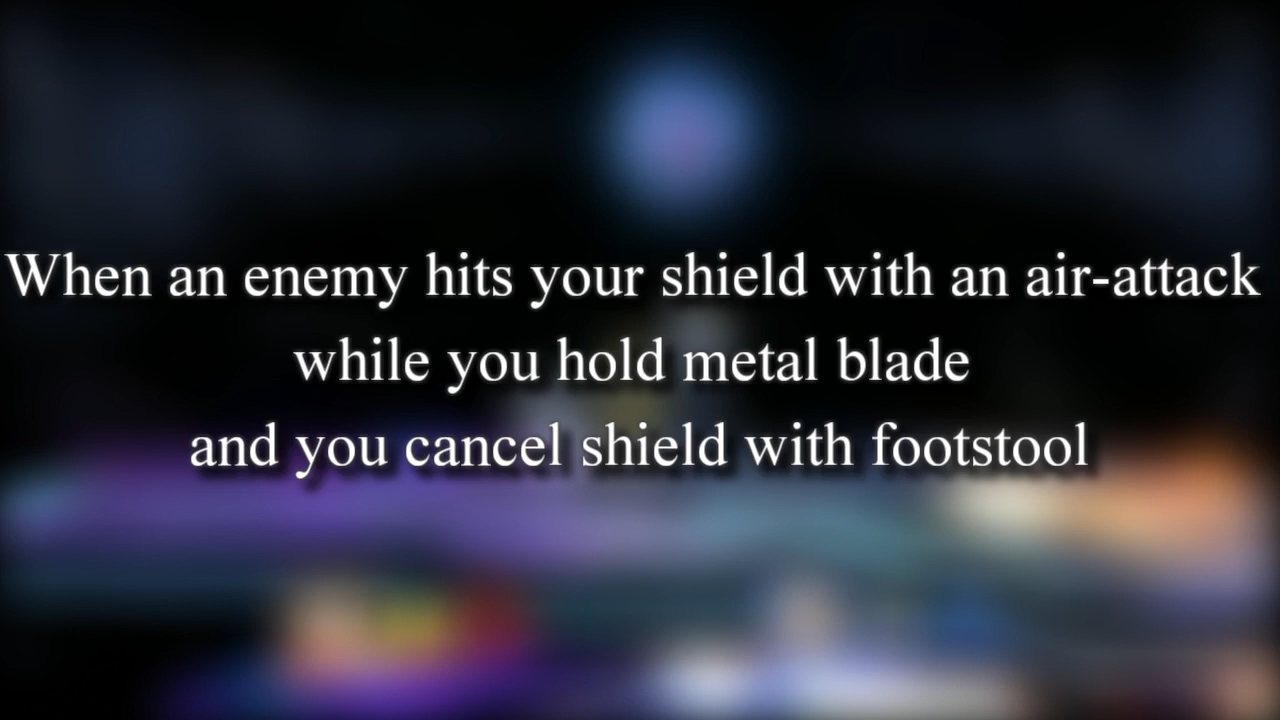 When an enemy hits your shield with an air-attack
while you hold metal blade
and you cancel shield with footstool